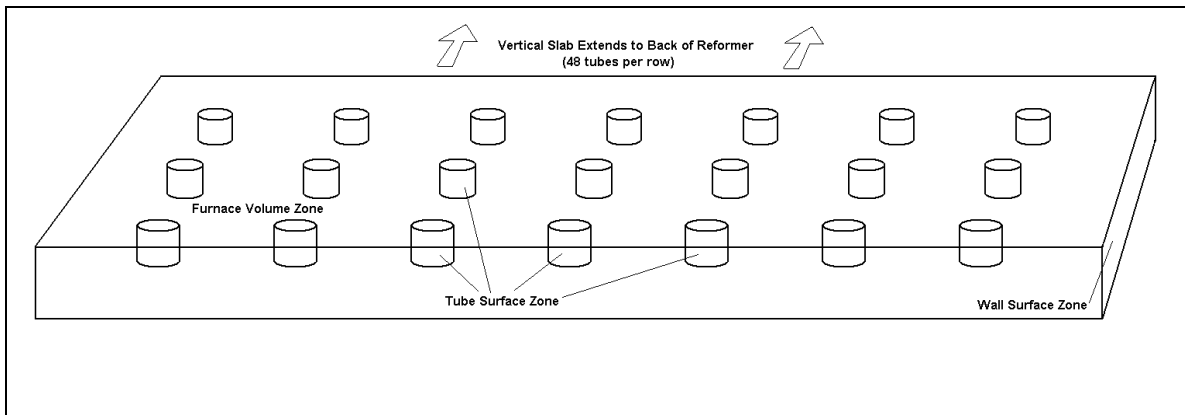 Vertical Slab Extends to Back of Reformer
(48 tubes per row)
Furnace Volume Zone
Tube Surface Zone
Wall Surface Zone